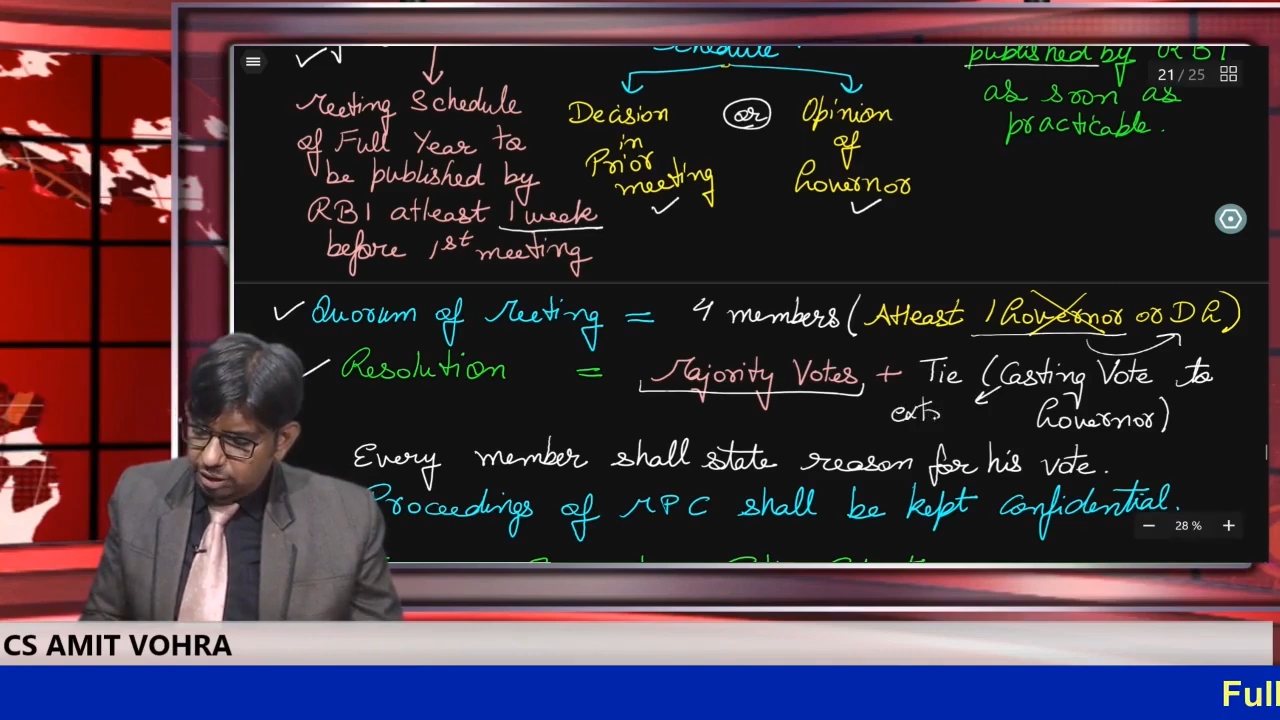 Schedule
published by RBI
21 / 25
as soon as
practicable.
Meeting Schedule
of Full Year to
be published by
RBI atleast 1 week
before 1st meeting
Decision
in
Prior
meeting
or
Opinion
of
Governor
Quorum of Meeting = 4 members (Atleast 1 Governor or DG)
Resolution = Majority Votes + Tie (Casting Vote to
Governor)
Every member shall state reason for his vote.
Proceedings of MPC shall be kept confidential.
28 %
CS AMIT VOHRA
Full